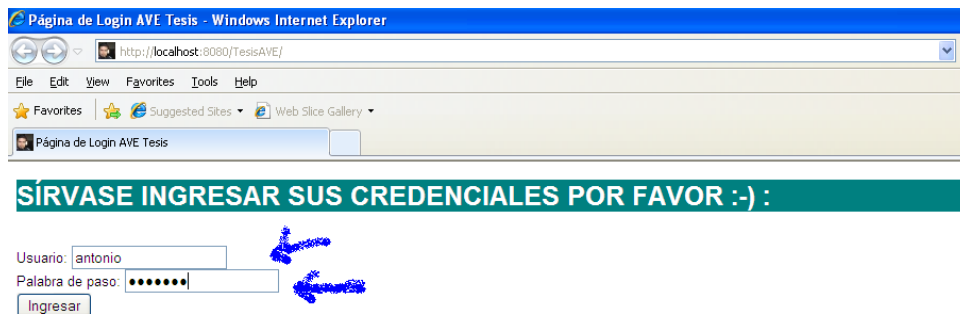 Página de Login AVE Tesis - Windows Internet Explorer
http://localhost:8080/TesisAVE/
File Edit View Favorites Tools Help
Favorites Suggested Sites Web Slice Gallery
Página de Login AVE Tesis
SÍRVASE INGRESAR SUS CREDENCIALES POR FAVOR :-) :
Usuario: antonio
Palabra de paso: •••••••
Ingresar